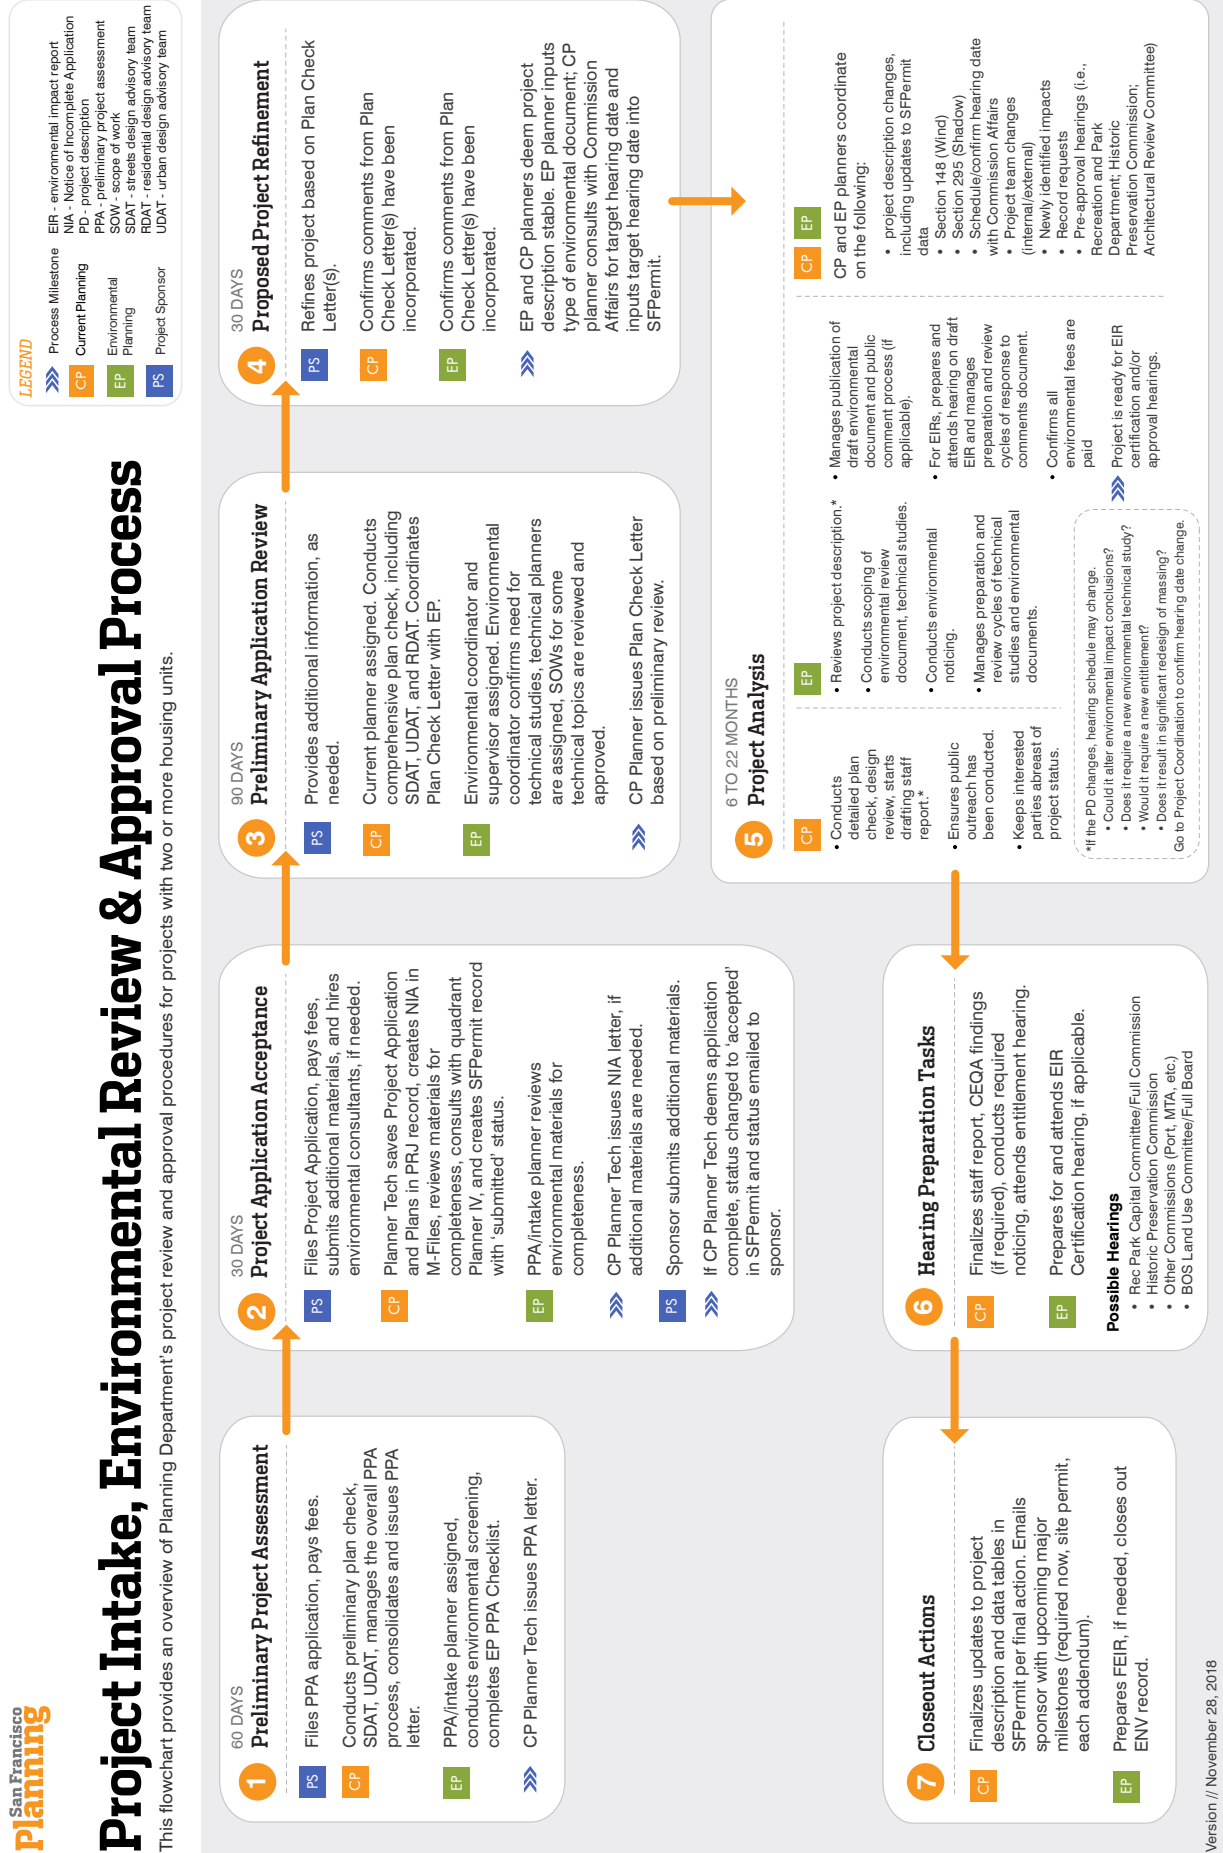 San Francisco
Planning
Project Intake, Environmental Review & Approval Process
This flowchart provides an overview of Planning Department's project review and approval procedures for projects with two or more housing units.
LEGEND
Process Milestone
CP
Current Planning
EP
Environmental
Planning
PS
Project Sponsor
EIR - environmental impact report
NIA - Notice of Incomplete Application
PD - project description
PPA - preliminary project assessment
SOW - scope of work
SDAT - streets design advisory team
RDAT - residential design advisory team
UDAT - urban design advisory team
60 DAYS
1 Preliminary Project Assessment
PS
Files PPA application, pays fees.
CP
Conducts preliminary plan check,
SDAT, UDAT, manages the overall PPA
process, consolidates and issues PPA
letter.
EP
PPA/intake planner assigned,
conducts environmental screening,
completes EP PPA Checklist.
CP Planner Tech issues PPA letter.
30 DAYS
2 Project Application Acceptance
PS
Files Project Application, pays fees,
submits additional materials, and hires
environmental consultants, if needed.
CP
Planner Tech saves Project Application
and Plans in PRJ record, creates NIA in
M-Files, reviews materials for
completeness, consults with quadrant
Planner IV, and creates SFPermit record
with ‘submitted’ status.
EP
PPA/intake planner reviews
environmental materials for
completeness.
CP Planner Tech issues NIA letter, if
additional materials are needed.
PS
Sponsor submits additional materials.
If CP Planner Tech deems application
complete, status changed to ‘accepted’
in SFPermit and status emailed to
sponsor.
90 DAYS
3 Preliminary Application Review
PS
Provides additional information, as
needed.
CP
Current planner assigned. Conducts
comprehensive plan check, including
SDAT, UDAT, and RDAT. Coordinates
Plan Check Letter with EP.
EP
Environmental coordinator and
supervisor assigned. Environmental
coordinator confirms need for
technical studies, technical planners
are assigned, SOWs for some
technical topics are reviewed and
approved.
CP Planner issues Plan Check Letter
based on preliminary review.
30 DAYS
4 Proposed Project Refinement
PS
Refines project based on Plan Check
Letter(s).
CP
Confirms comments from Plan
Check Letter(s) have been
incorporated.
EP
Confirms comments from Plan
Check Letter(s) have been
incorporated.
EP and CP planners deem project
description stable. EP planner inputs
type of environmental document; CP
planner consults with Commission
Affairs for target hearing date and
inputs target hearing date into
SFPermit.
6 TO 22 MONTHS
5 Project Analysis
CP
• Conducts
detailed plan
check, design
review, starts
drafting staff
report.*
• Ensures public
outreach has
been conducted.
• Keeps interested
parties abreast of
project status.
EP
• Reviews project description.*
• Conducts scoping of
environmental review
document, technical studies.
• Conducts environmental
noticing.
• Manages preparation and
review cycles of technical
studies and environmental
documents.
• Manages publication of
draft environmental
document and public
comment process (if
applicable).
• For EIRs, prepares and
attends hearing on draft
EIR and manages
preparation and review
cycles of response to
comments document.
• Confirms all
environmental fees are
paid
Project is ready for EIR
certification and/or
approval hearings.
CP EP
CP and EP planners coordinate
on the following:
• project description changes,
including updates to SFPermit
data
• Section 148 (Wind)
• Section 295 (Shadow)
• Schedule/confirm hearing date
with Commission Affairs
• Project team changes
(internal/external)
• Newly identified impacts
• Record requests
• Pre-approval hearings (i.e.,
Recreation and Park
Department; Historic
Preservation Commission;
Architectural Review Committee)
*If the PD changes, hearing schedule may change.
• Could it alter environmental impact conclusions?
• Does it require a new environmental technical study?
• Would it require a new entitlement?
• Does it result in significant redesign of massing?
Go to Project Coordination to confirm hearing date change.
6 Hearing Preparation Tasks
CP
Finalizes staff report, CEQA findings
(if required), conducts required
noticing, attends entitlement hearing.
EP
Prepares for and attends EIR
Certification hearing, if applicable.
Possible Hearings
• Rec Park Capital Committee/Full Commission
• Historic Preservation Commission
• Other Commissions (Port, MTA, etc.)
• BOS Land Use Committee/Full Board
7 Closeout Actions
CP
Finalizes updates to project
description and data tables in
SFPermit per final action. Emails
sponsor with upcoming major
milestones (required now, site permit,
each addendum).
EP
Prepares FEIR, if needed, closes out
ENV record.
Version // November 28, 2018